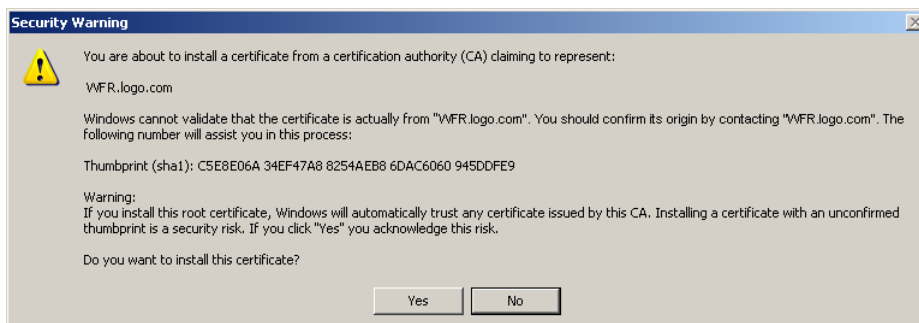 Security Warning
You are about to install a certificate from a certification authority (CA) claiming to represent:
WFR.logo.com
Windows cannot validate that the certificate is actually from "WFR.logo.com". You should confirm its origin by contacting "WFR.logo.com". The
following number will assist you in this process:
Thumbprint (sha1): C5E8E06A 34EF47A8 8254AEB8 6DAC6060 945DDFE9
Warning:
If you install this root certificate, Windows will automatically trust any certificate issued by this CA. Installing a certificate with an unconfirmed
thumbprint is a security risk. If you click "Yes" you acknowledge this risk.
Do you want to install this certificate?
Yes No